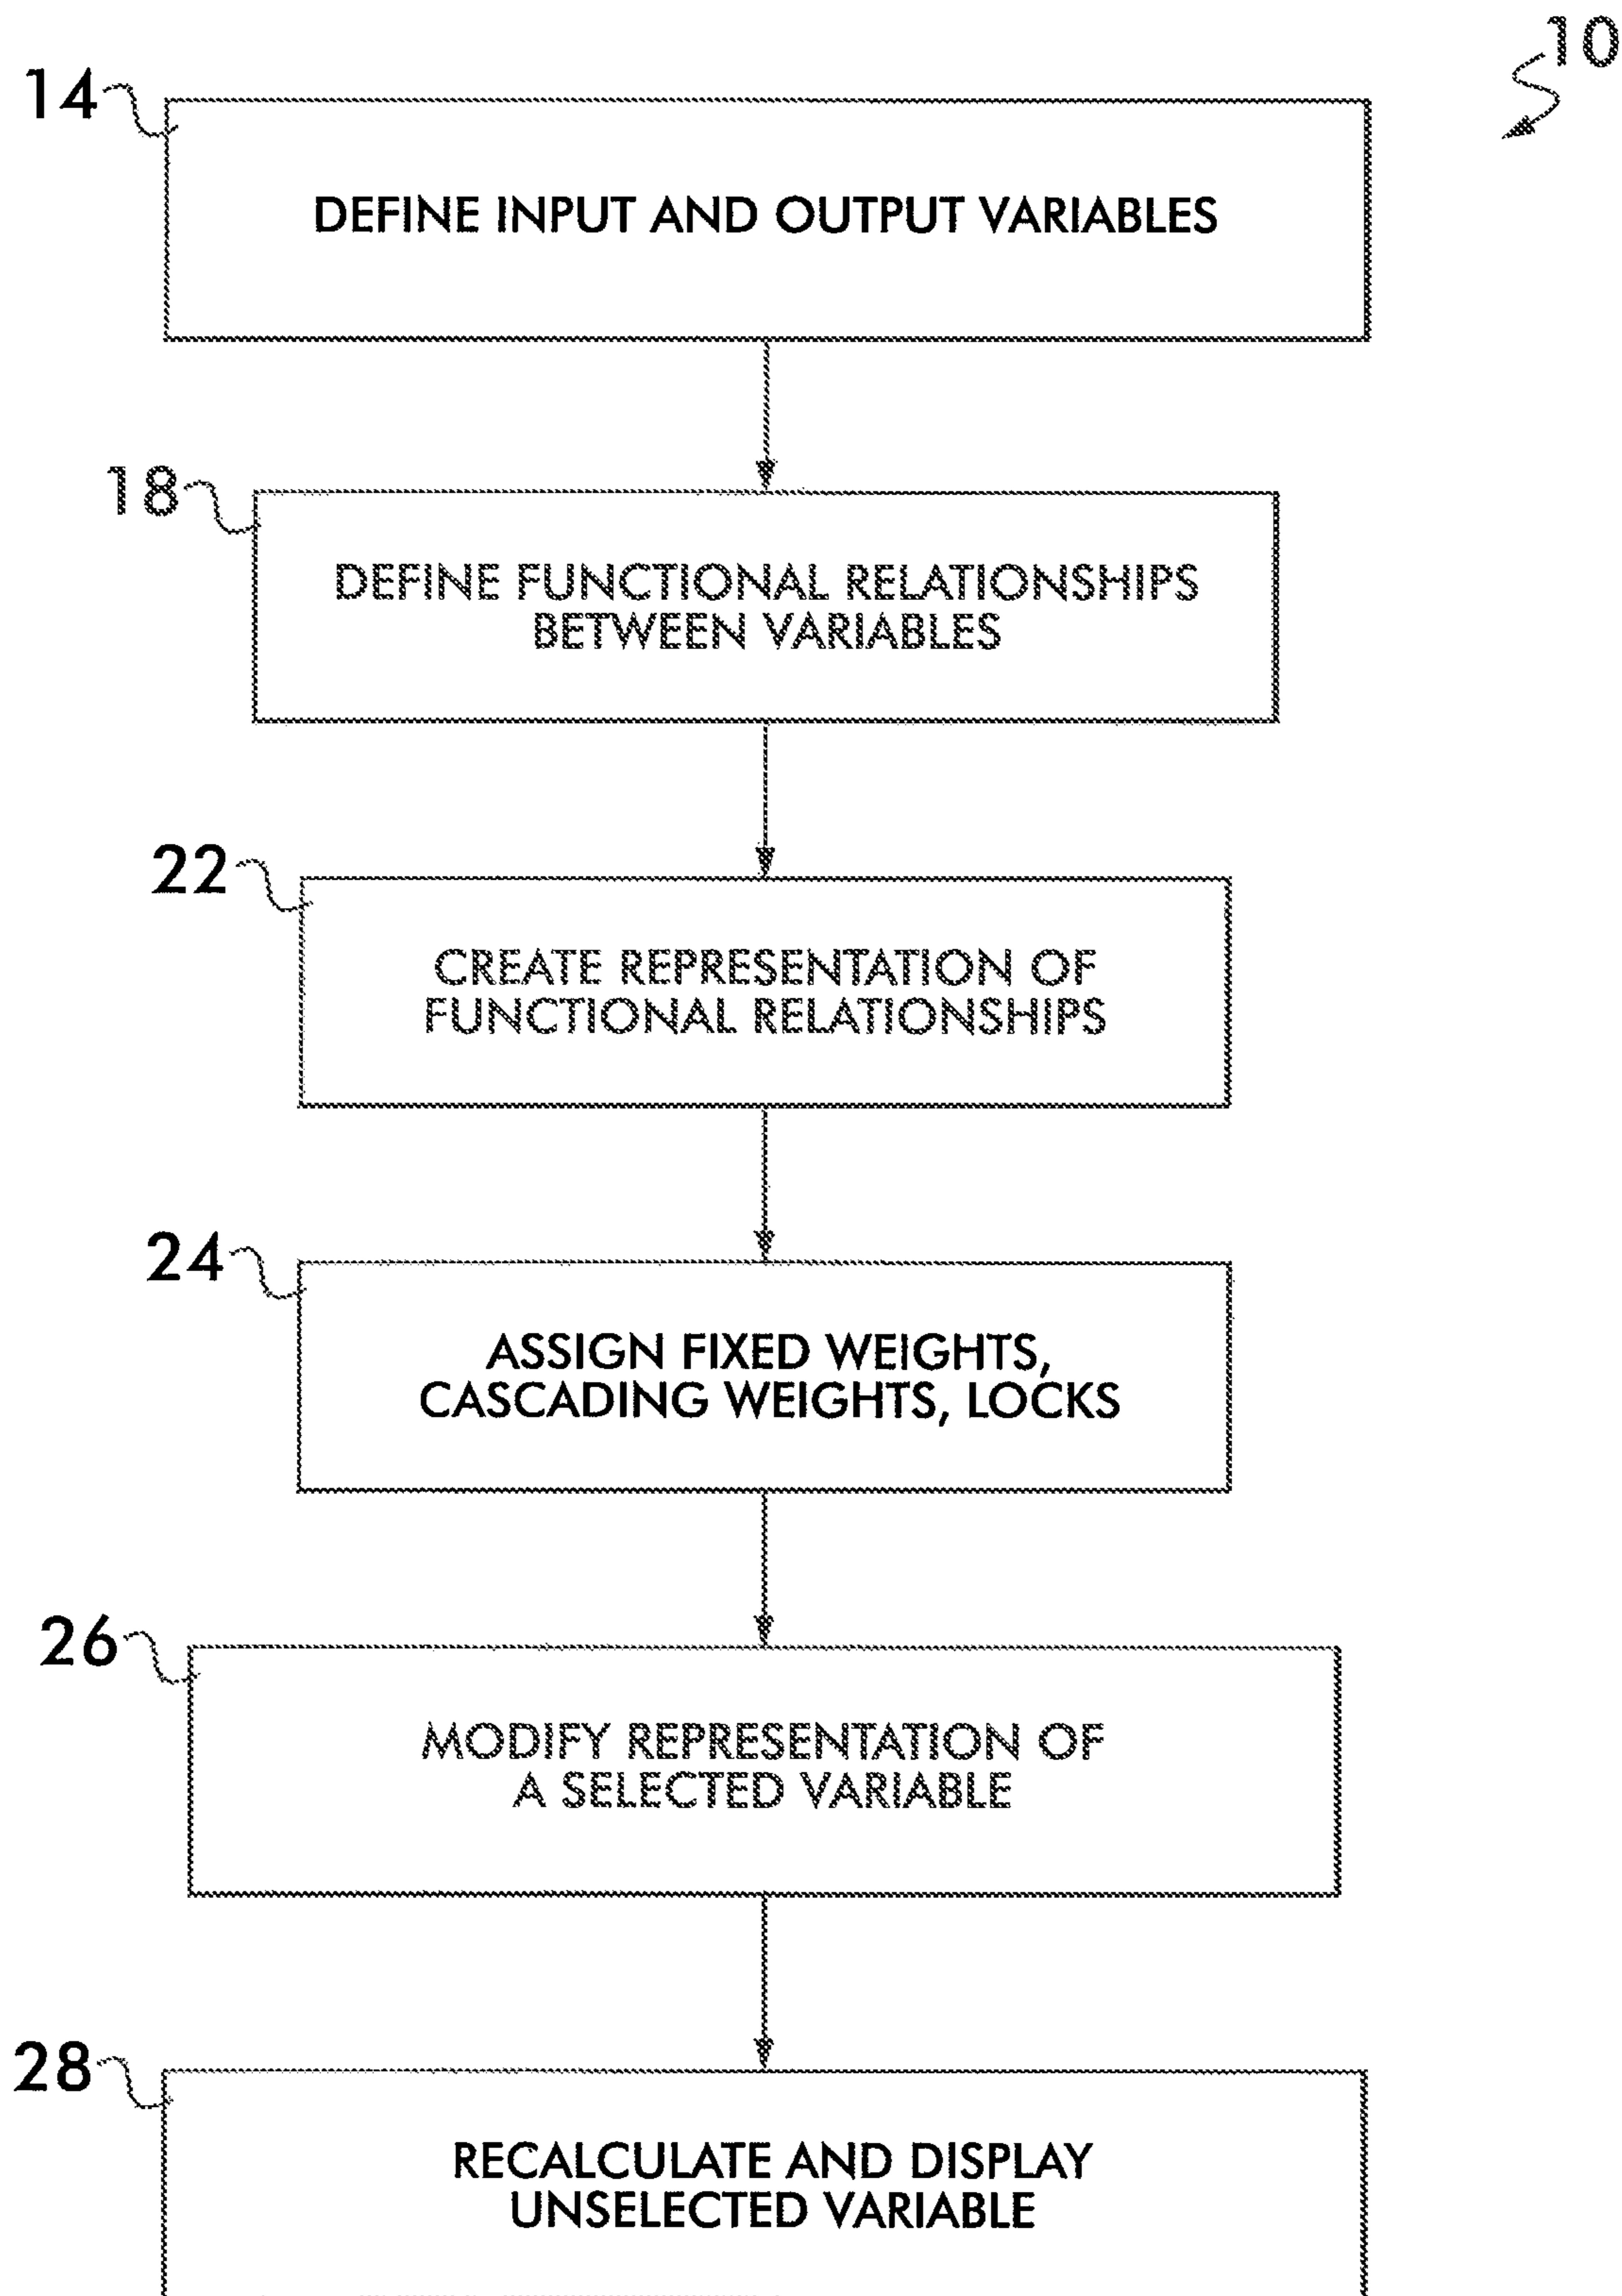 10
14
DEFINE INPUT AND OUTPUT VARIABLES
18
DEFINE FUNCTIONAL RELATIONSHIPS
BETWEEN VARIABLES
22
CREATE REPRESENTATION OF
FUNCTIONAL RELATIONSHIPS
24
ASSIGN FIXED WEIGHTS,
CASCADING WEIGHTS, LOCKS
26
MODIFY REPRESENTATION OF
A SELECTED VARIABLE
28
RECALCULATE AND DISPLAY
UNSELECTED VARIABLE